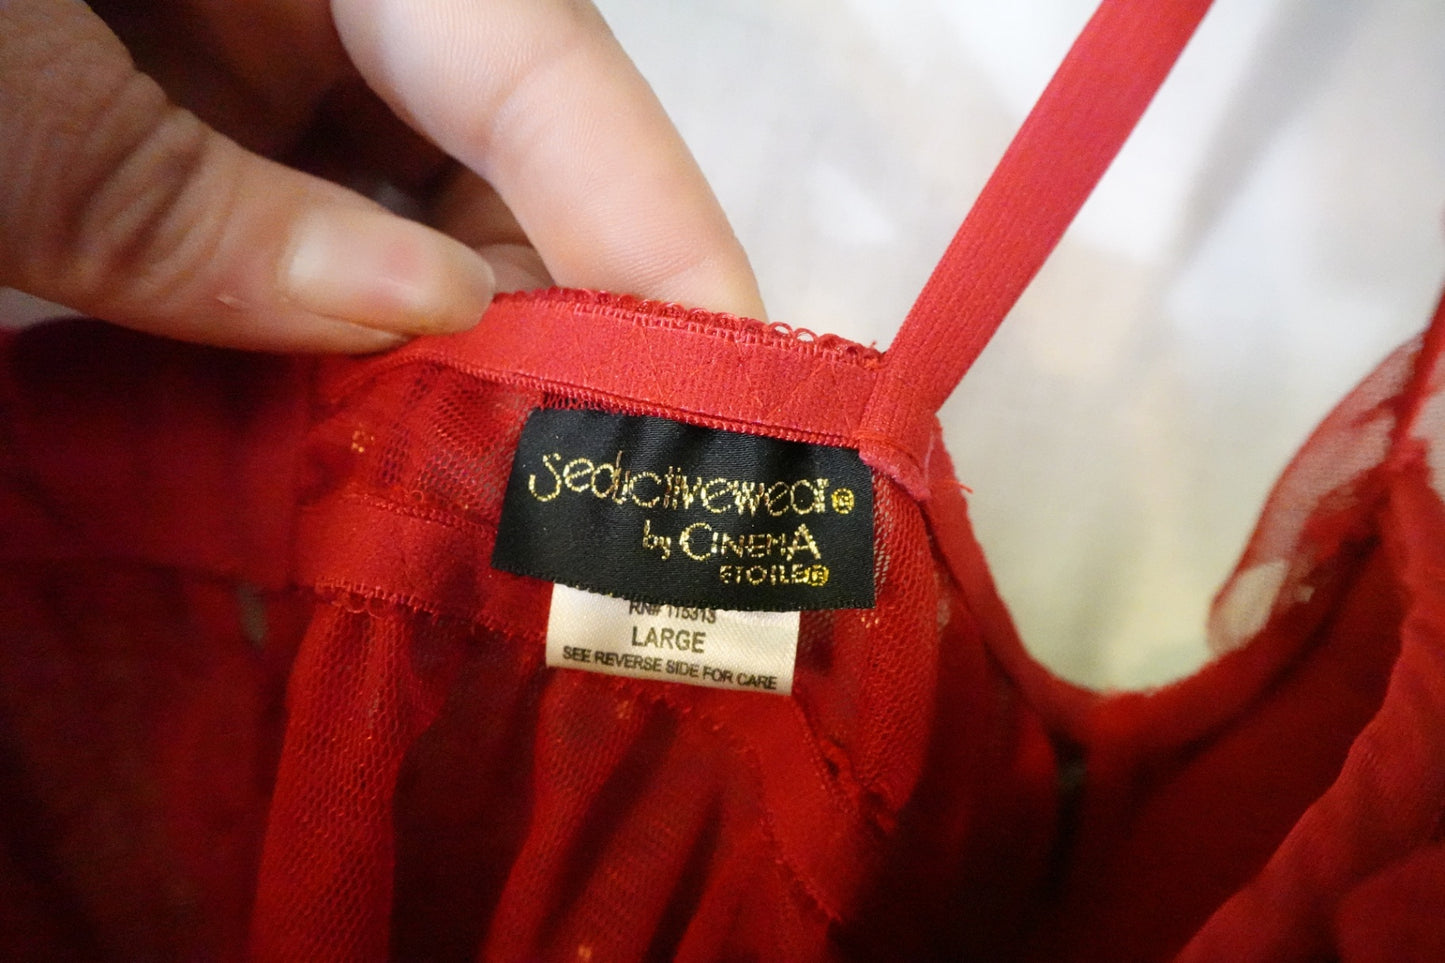 Seductivewear®
by CINEMA
ETOILE®
RN# 115313
LARGE
SEE REVERSE SIDE FOR CARE